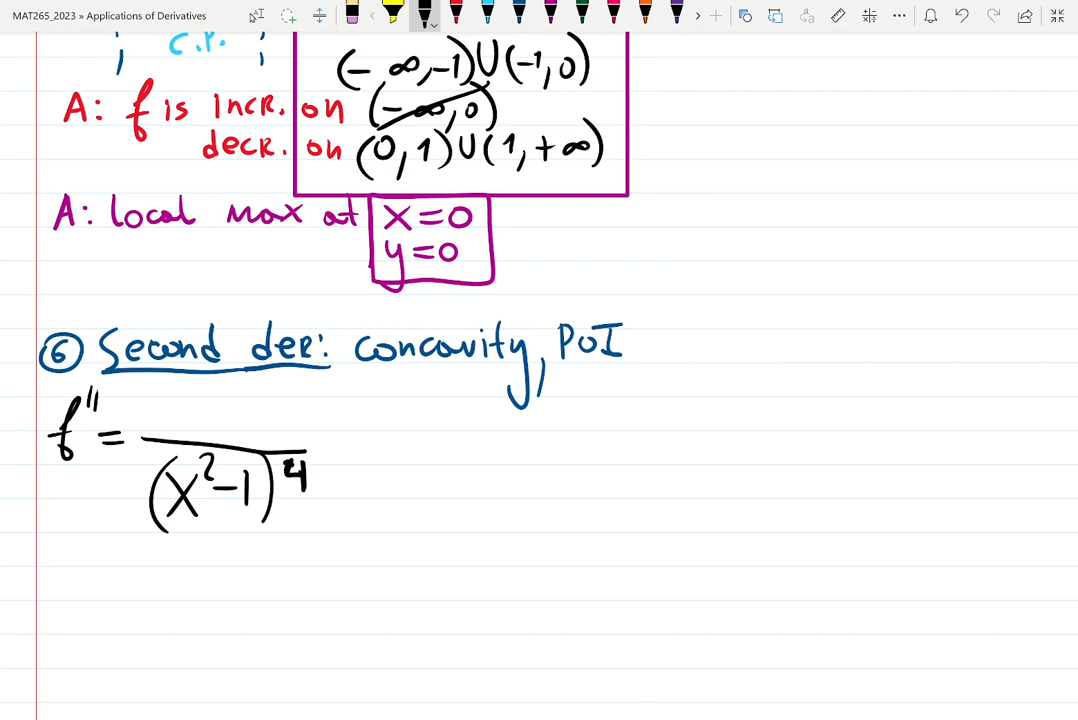 MAT265_2023 » Applications of Derivatives
C.P.
(-∞,-1)U(-1,0)
A: f is incr. on (-∞,0)
decr. on (0,1)U(1,+∞)
A: local max at x=0
y=0
⑥ Second der: concavity, PoI
f''=
(x²-1)⁴